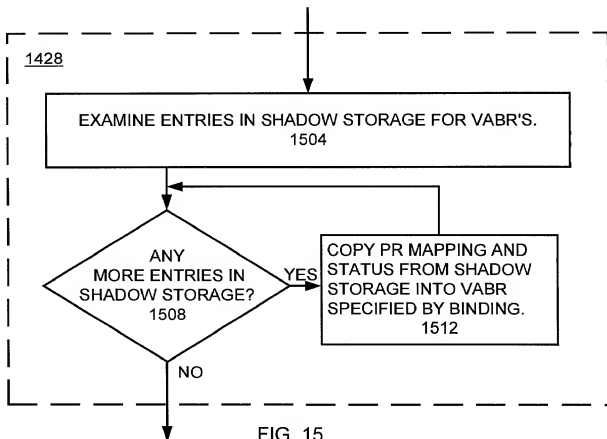 1428
EXAMINE ENTRIES IN SHADOW STORAGE FOR VABR'S.
1504
ANY
MORE ENTRIES IN
SHADOW STORAGE?
1508
YES
COPY PR MAPPING AND
STATUS FROM SHADOW
STORAGE INTO VABR
SPECIFIED BY BINDING.
1512
NO
FIG. 15